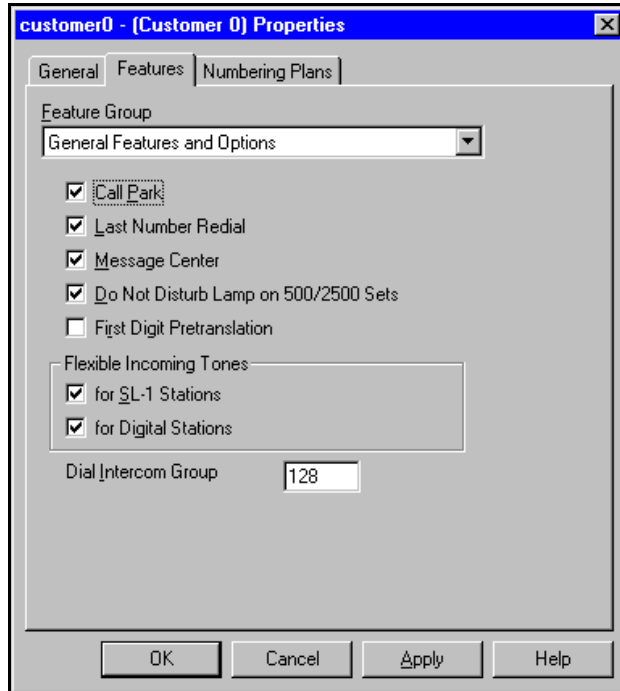 customer0 - (Customer 0) Properties
General Features Numbering Plans
Feature Group
General Features and Options
Call Park
Last Number Redial
Message Center
Do Not Disturb Lamp on 500/2500 Sets
First Digit Pretranslation
Flexible Incoming Tones
for SL-1 Stations
for Digital Stations
Dial Intercom Group 128
OK Cancel Apply Help